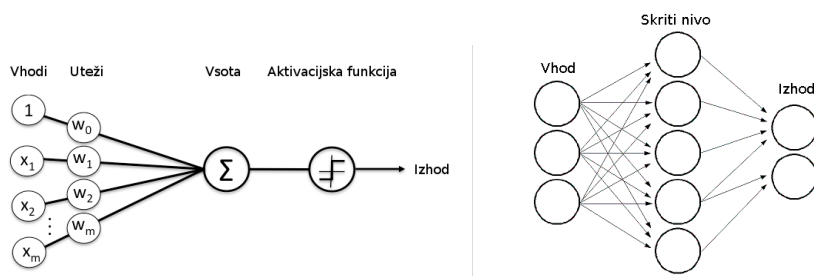 Vhodi Uteži Vsota Aktivacijska funkcija
1 w0
x1 w1
x2 w2
⋮
xm wm
Σ
Izhod
Skriti nivo
Vhod
Izhod